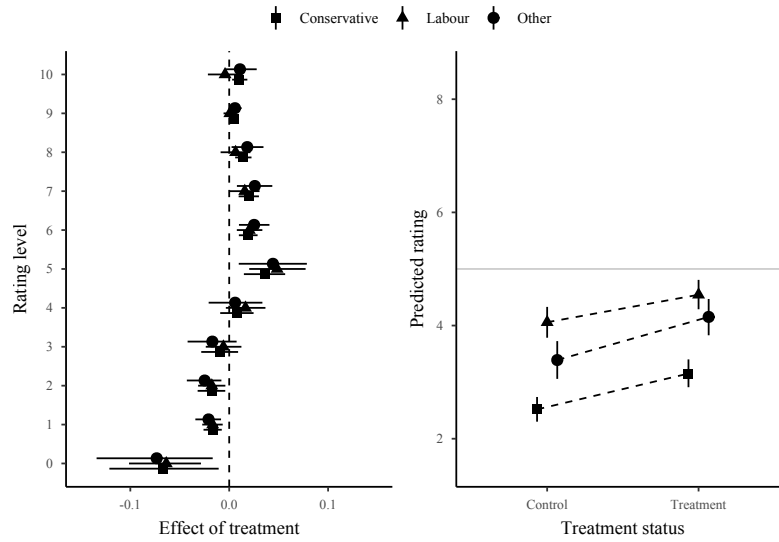 Conservative Labour Other
Rating level
10
9
8
7
6
5
4
3
2
1
0
-0.1 0.0 0.1
Effect of treatment
Predicted rating
8
6
4
2
Control Treatment
Treatment status